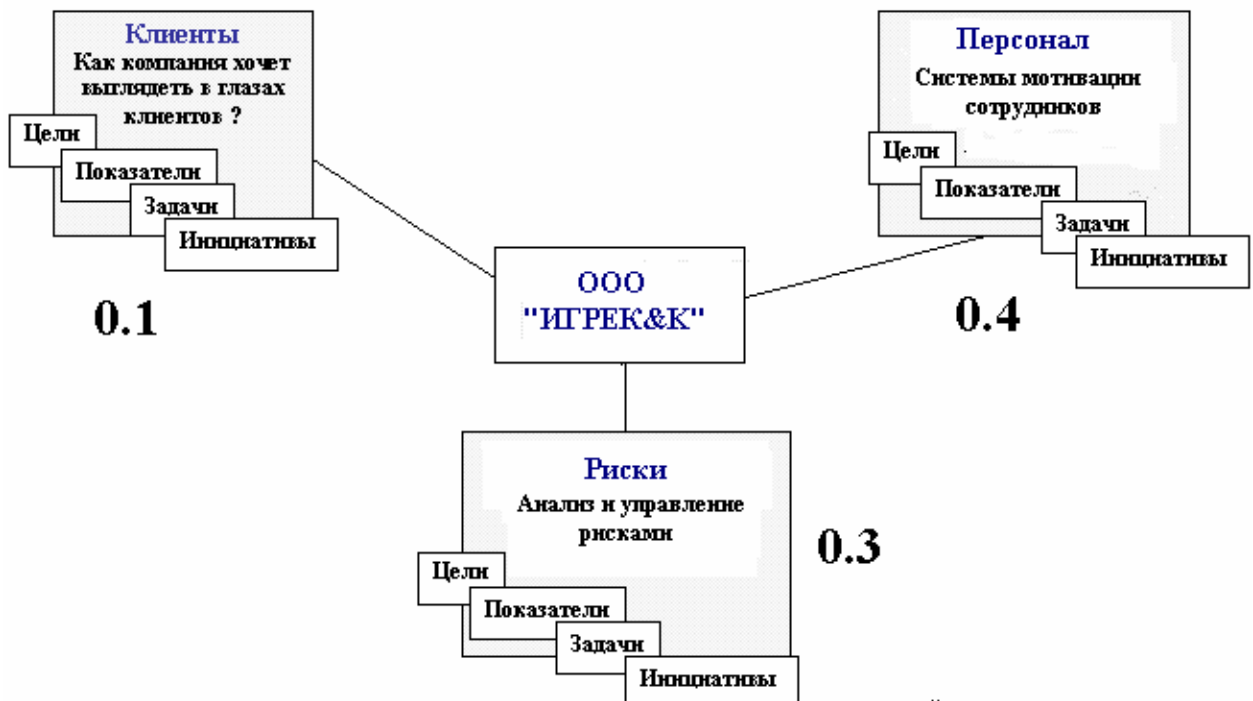 Клиенты
Как компания хочет
выглядеть в глазах
клиентов ?
Цели
Показатели
Задачи
Инициативы
0.1
Персонал
Системы мотивации
сотрудников
Цели
Показатели
Задачи
Инициативы
0.4
ООО
"ИГРЕК&К"
Риски
Анализ и управление
рисками
Цели
Показатели
Задачи
Инициативы
0.3